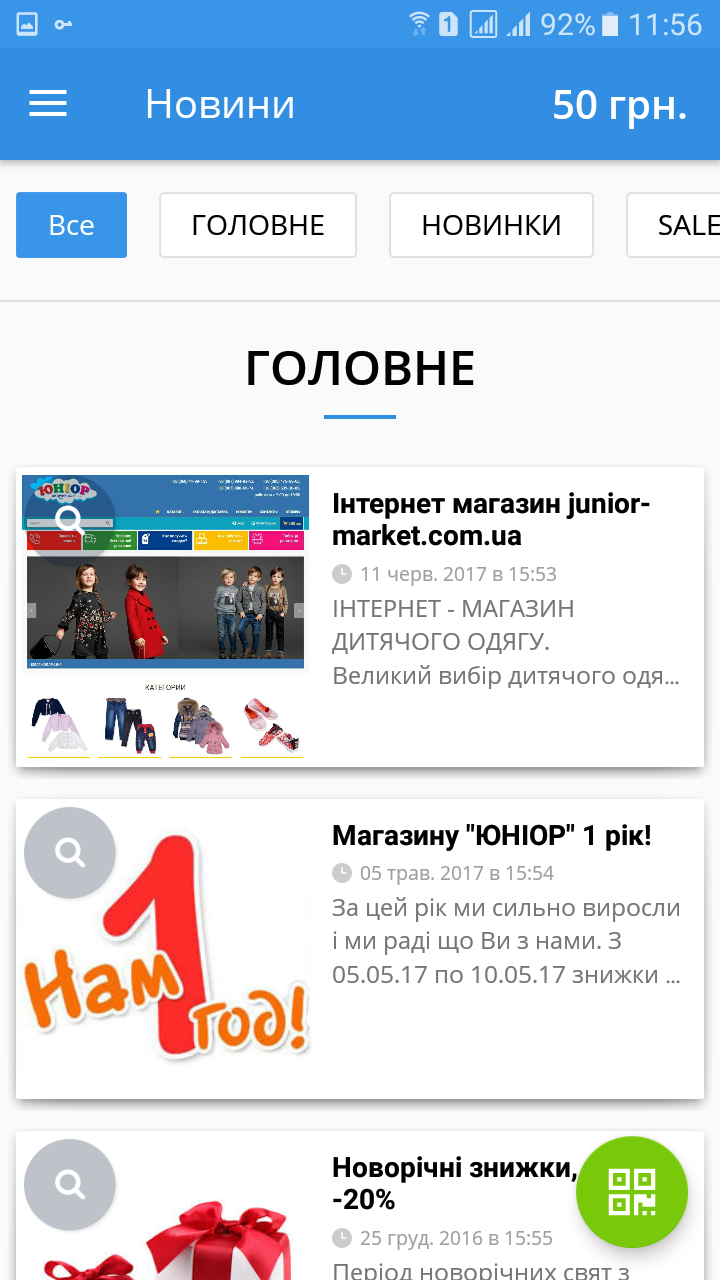 92% 11:56
Новини
50 грн.
Все
ГОЛОВНЕ
НОВИНКИ
SALE
ГОЛОВНЕ
ЮНІОР
КАТЕГОРИИ
Інтернет магазин junior-
market.com.ua
11 черв. 2017 в 15:53
ІНТЕРНЕТ - МАГАЗИН
ДИТЯЧОГО ОДЯГУ.
Великий вибір дитячого одя...
Нам 1 год!
Магазину "ЮНІОР" 1 рік!
05 трав. 2017 в 15:54
За цей рік ми сильно виросли
і ми раді що Ви з нами. З
05.05.17 по 10.05.17 знижки ...
Новорічні знижки,
-20%
25 груд. 2016 в 15:55
Період новорічних свят з